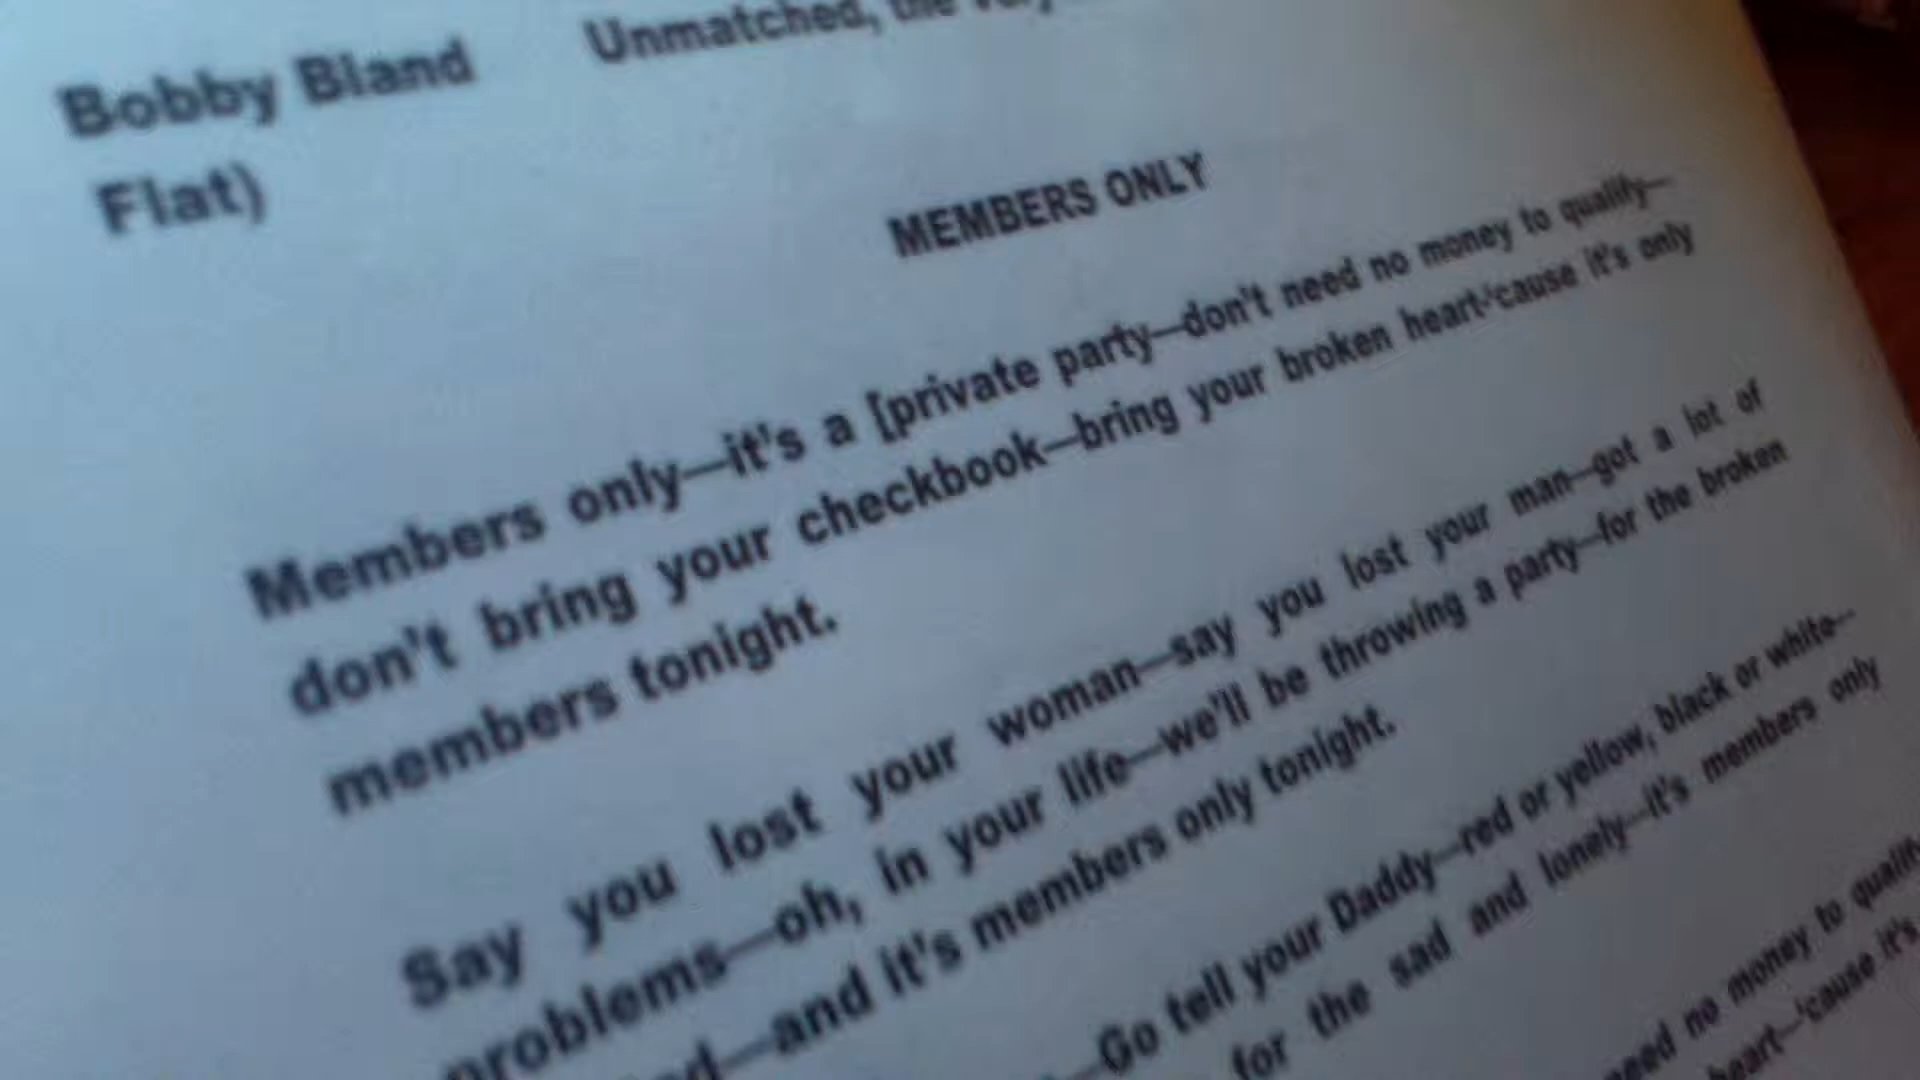 Bobby Bland Unmatched, the
Flat)
MEMBERS ONLY
Members only—it's a [private party—don't need no money to qualify—
don't bring your checkbook—bring your broken heart-'cause it's only
members tonight.
Say you lost your woman—say you lost your man—got a lot of
problems—oh, in your life—we'll be throwing a party—for the broken
—and it's members only tonight.
—Go tell your Daddy—red or yellow, black or white--
for the sad and lonely—it's members only
need no money to qualify
heart—'cause it's